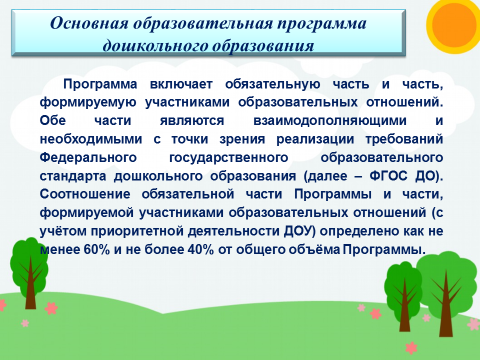 Основная образовательная программа
дошкольного образования
Программа включает обязательную часть и часть,
формируемую участниками образовательных отношений.
Обе части являются взаимодополняющими и
необходимыми с точки зрения реализации требований
Федерального государственного образовательного
стандарта дошкольного образования (далее – ФГОС ДО).
Соотношение обязательной части Программы и части,
формируемой участниками образовательных отношений (с
учётом приоритетной деятельности ДОУ) определено как не
менее 60% и не более 40% от общего объёма Программы.